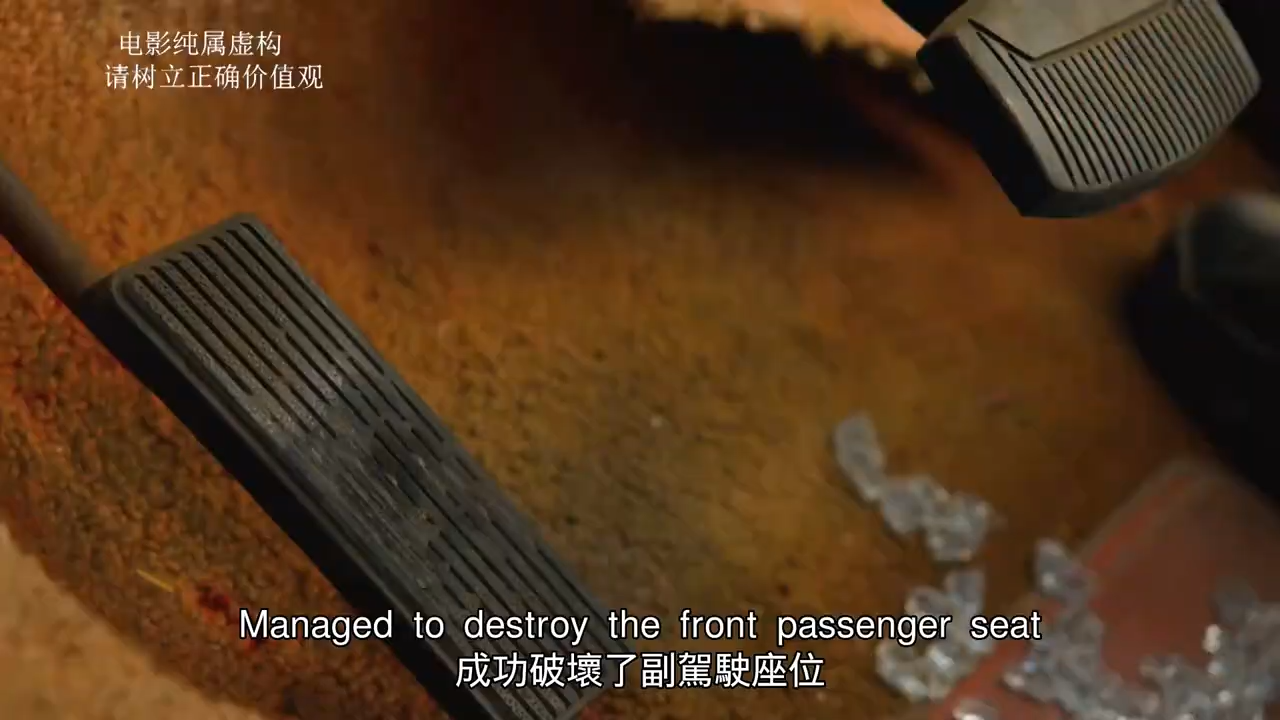 电影纯属虚构
请树立正确价值观
Managed to destroy the front passenger seat
成功破壞了副駕駛座位